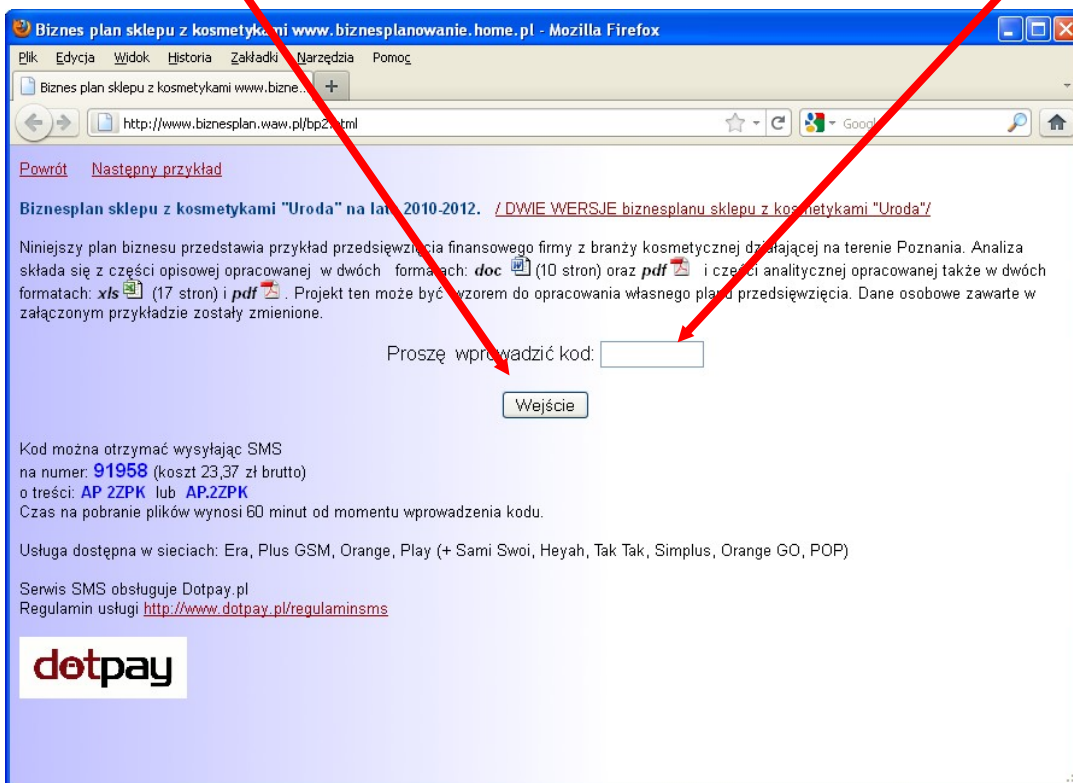 Biznes plan sklepu z kosmetykami www.biznesplanowanie.home.pl - Mozilla Firefox
Plik Edycja Widok Historia Zakładki Narzędzia Pomoc
Biznes plan sklepu z kosmetykami www.bizne... +
http://www.biznesplan.waw.pl/bp2.html Google
Powrót Następny przykład
Biznesplan sklepu z kosmetykami "Uroda" na lata 2010-2012. / DWIE WERSJE biznesplanu sklepu z kosmetykami "Uroda"/
Niniejszy plan biznesu przedstawia przykład przedsięwzięcia finansowego firmy z branży kosmetycznej działającej na terenie Poznania. Analiza
składa się z części opisowej opracowanej w dwóch formatach: doc (10 stron) oraz pdf i części analitycznej opracowanej także w dwóch
formatach: xls (17 stron) i pdf . Projekt ten może być wzorem do opracowania własnego planu przedsięwzięcia. Dane osobowe zawarte w
załączonym przykładzie zostały zmienione.
Proszę wprowadzić kod:
Wejście
Kod można otrzymać wysyłając SMS
na numer: 91958 (koszt 23,37 zł brutto)
o treści: AP 2ZPK lub AP.2ZPK
Czas na pobranie plików wynosi 60 minut od momentu wprowadzenia kodu.
Usługa dostępna w sieciach: Era, Plus GSM, Orange, Play (+ Sami Swoi, Heyah, Tak Tak, Simplus, Orange GO, POP)
Serwis SMS obsługuje Dotpay.pl
Regulamin usługi http://www.dotpay.pl/regulaminsms
dotpay